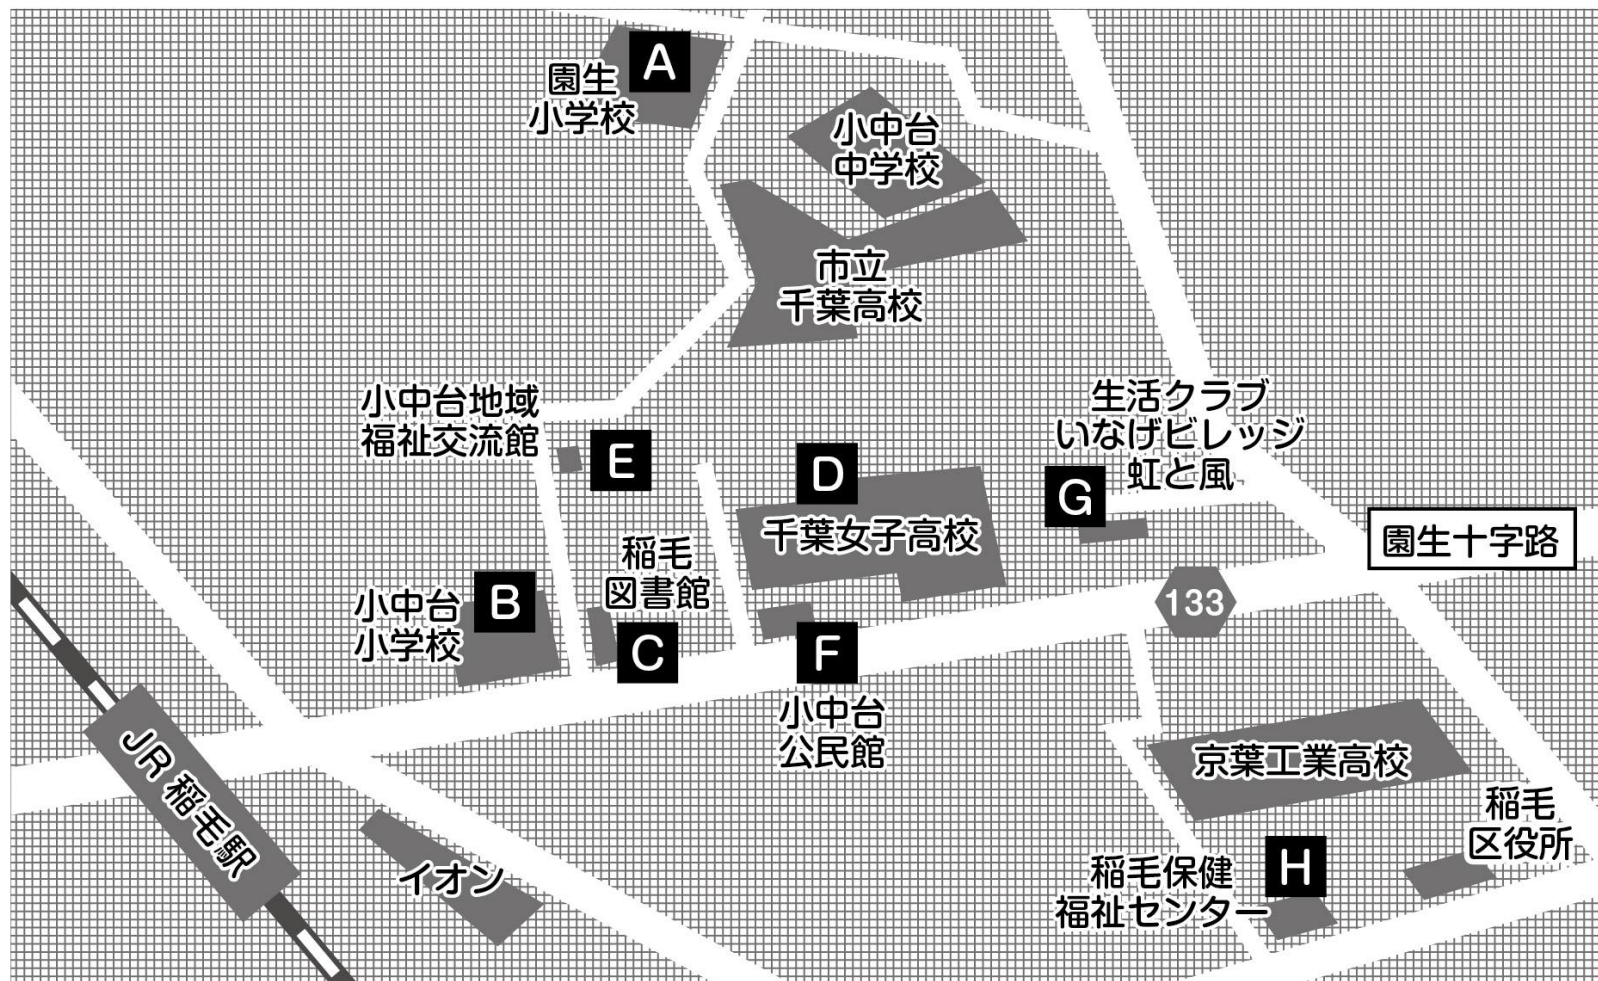 A
園生
小学校
小中台
中学校
市立
千葉高校
小中台地域
福祉交流館
E
D
千葉女子高校
生活クラブ
いなげビレッジ
虹と風
G
園生十字路
稲毛
図書館
133
小中台
小学校
B
C
F
小中台
公民館
JR稲毛駅
イオン
京葉工業高校
稲毛
区役所
H
稲毛保健
福祉センター